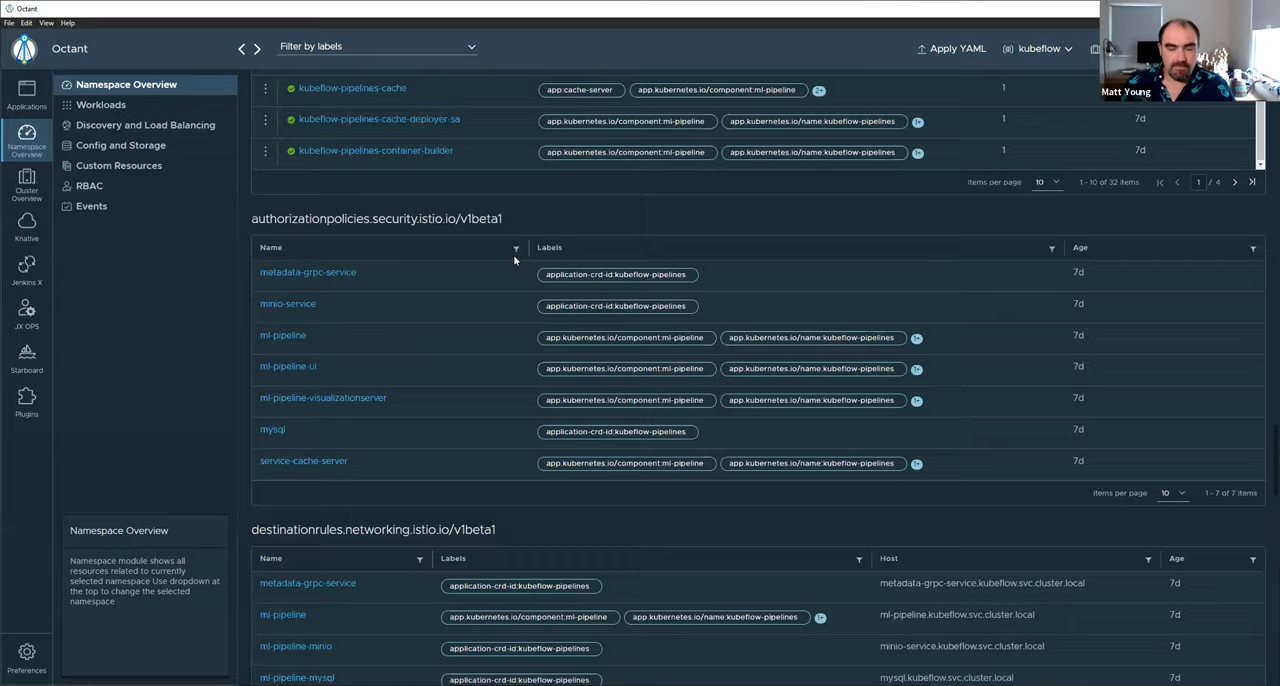 Octant
File Edit View Help
Octant
Filter by labels
Apply YAML
kubeflow
Matt Young
Applications
Namespace Overview
Cluster Overview
Knative
Jenkins X
JX OPS
Starboard
Plugins
Preferences
Namespace Overview
Workloads
Discovery and Load Balancing
Config and Storage
Custom Resources
RBAC
Events
Namespace Overview
Namespace module shows all
resources related to currently
selected namespace Use dropdown at
the top to change the selected
namespace
kubeflow-pipelines-cache app:cache-server app.kubernetes.io/component:ml-pipeline 2+ 1
kubeflow-pipelines-cache-deployer-sa app.kubernetes.io/component:ml-pipeline app.kubernetes.io/name:kubeflow-pipelines 1+ 1 7d
kubeflow-pipelines-container-builder app.kubernetes.io/component:ml-pipeline app.kubernetes.io/name:kubeflow-pipelines 1+ 1 7d
Items per page 10 1 - 10 of 32 items 1 / 4
authorizationpolicies.security.istio.io/v1beta1
Name Labels Age
metadata-grpc-service application-crd-id:kubeflow-pipelines 7d
minio-service application-crd-id:kubeflow-pipelines 7d
ml-pipeline app.kubernetes.io/component:ml-pipeline app.kubernetes.io/name:kubeflow-pipelines 1+ 7d
ml-pipeline-ui app.kubernetes.io/component:ml-pipeline app.kubernetes.io/name:kubeflow-pipelines 1+ 7d
ml-pipeline-visualizationserver app.kubernetes.io/component:ml-pipeline app.kubernetes.io/name:kubeflow-pipelines 1+ 7d
mysql application-crd-id:kubeflow-pipelines 7d
service-cache-server app.kubernetes.io/component:ml-pipeline app.kubernetes.io/name:kubeflow-pipelines 1+ 7d
Items per page 10 1 - 7 of 7 items
destinationrules.networking.istio.io/v1beta1
Name Labels Host Age
metadata-grpc-service application-crd-id:kubeflow-pipelines metadata-grpc-service.kubeflow.svc.cluster.local 7d
ml-pipeline app.kubernetes.io/component:ml-pipeline app.kubernetes.io/name:kubeflow-pipelines 1+ ml-pipeline.kubeflow.svc.cluster.local 7d
ml-pipeline-minio application-crd-id:kubeflow-pipelines minio-service.kubeflow.svc.cluster.local 7d
ml-pipeline-mysql application-crd-id:kubeflow-pipelines mysql.kubeflow.svc.cluster.local 7d